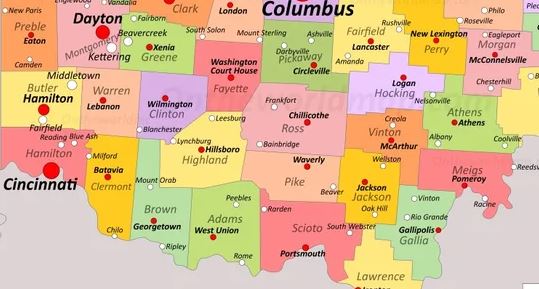 New Paris
Vandalia
Clark
London
Columbus
Philo
Roseville
Dayton
Fairborn
Rushville
Preble
Eaton
Montgomery
Beavercreek
Kettering
Xenia
Greene
South Solon
Mount Sterling
Ashville
Darbyville
Pickaway
Circleville
Fairfield
Lancaster
Amanda
New Lexington
Perry
Eagleport
Morgan
McConnelsville
Camden
Middletown
Washington
Court House
Fayette
Logan
Hocking
Chesterhill
Butler
Hamilton
Fairfield
Warren
Lebanon
Wilmington
Clinton
Blanchester
Leesburg
Frankfort
Chillicothe
Ross
Nelsonville
Athens
Athens
Reading
Blue Ash
Hamilton
Cincinnati
Milford
Lynchburg
Hillsboro
Highland
Bainbridge
Creola
Vinton
McArthur
Albony
Coolville
Batavia
Clermont
Mount Orab
Waverly
Pike
Beaver
Wellston
Jackson
Jackson
Oak Hill
Meigs
Pomeroy
Racine
Brown
Georgetown
Ripley
Chilo
Peebles
Adams
West Union
Rome
Rarden
Scioto
South Webster
Portsmouth
Vinton
Rio Grande
Gallipolis
Gallia
Lawrence